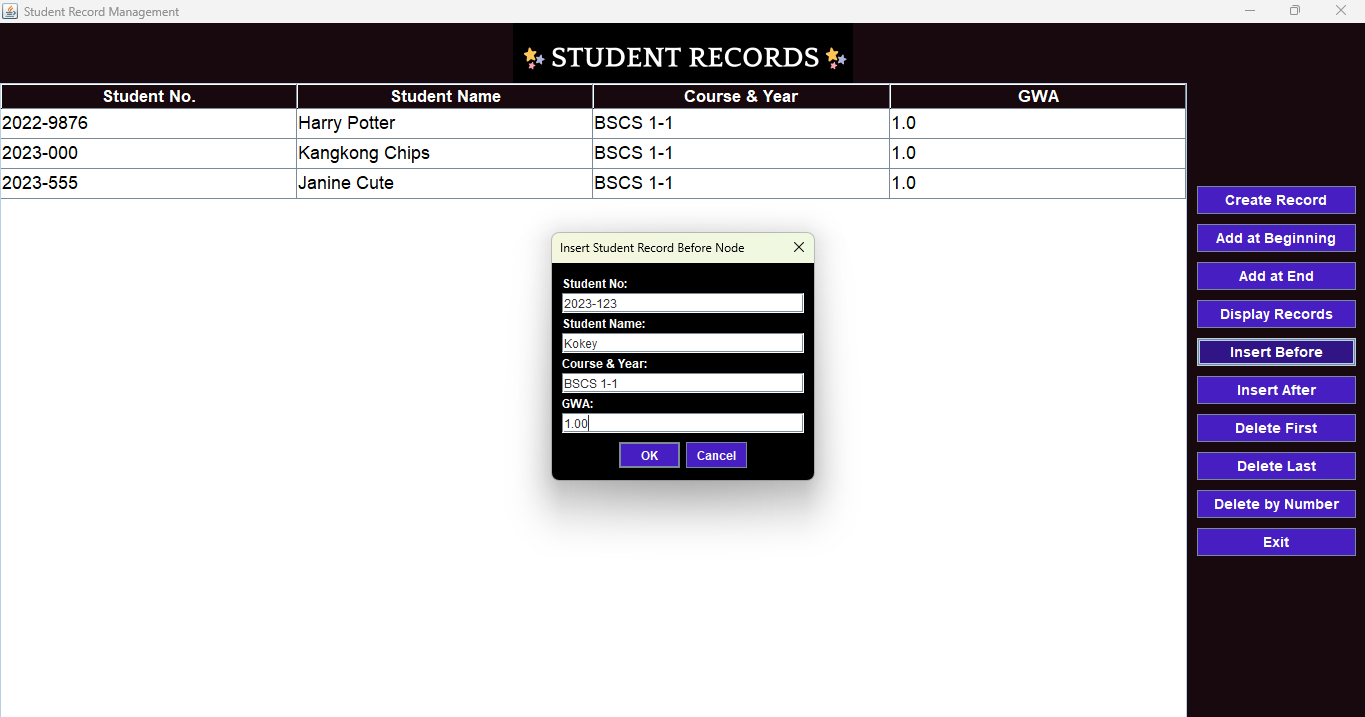 Student Record Management
STUDENT RECORDS
Student No. Student Name Course & Year GWA
2022-9876 Harry Potter BSCS 1-1 1.0
2023-000 Kangkong Chips BSCS 1-1 1.0
2023-555 Janine Cute BSCS 1-1 1.0
Insert Student Record Before Node
Student No:
2023-123
Student Name:
Kokey
Course & Year:
BSCS 1-1
GWA:
1.00
OK Cancel
Create Record
Add at Beginning
Add at End
Display Records
Insert Before
Insert After
Delete First
Delete Last
Delete by Number
Exit